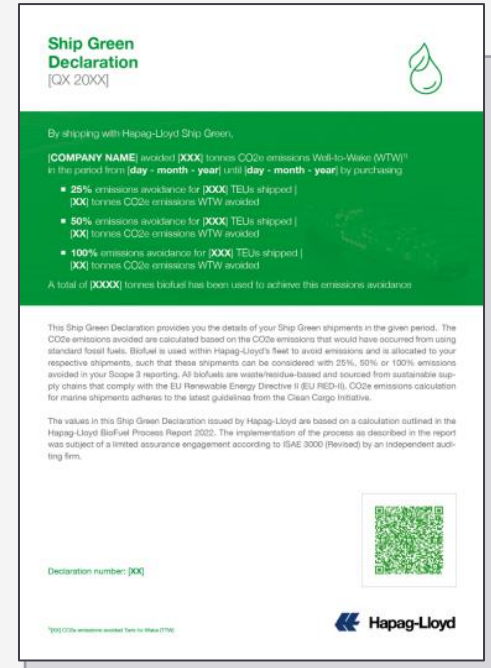 Ship Green
Declaration
[QX 20XX]
By shipping with Hapag-Lloyd Ship Green,
[COMPANY NAME] avoided [XXX] tonnes CO2e emissions Well-to-Wake (WTW)¹⁾
in the period from [day - month - year] until [day - month - year] by purchasing
▪ 25% emissions avoidance for [XXX] TEUs shipped |
[XX] tonnes CO2e emissions WTW avoided
▪ 50% emissions avoidance for [XXX] TEUs shipped |
[XX] tonnes CO2e emissions WTW avoided
▪ 100% emissions avoidance for [XXX] TEUs shipped |
[XX] tonnes CO2e emissions WTW avoided
A total of [XXXX] tonnes biofuel has been used to achieve this emissions avoidance
This Ship Green Declaration provides you the details of your Ship Green shipments in the given period. The
CO2e emissions avoided are calculated based on the CO2e emissions that would have occurred from using
standard fossil fuels. Biofuel is used within Hapag-Lloyd's fleet to avoid emissions and is allocated to your
respective shipments, such that these shipments can be considered with 25%, 50% or 100% emissions
avoided in your Scope 3 reporting. All biofuels are waste/residue-based and sourced from sustainable sup-
ply chains that comply with the EU Renewable Energy Directive II (EU RED-II). CO2e emissions calculation
for marine shipments adheres to the latest guidelines from the Clean Cargo Initiative.
The values in this Ship Green Declaration issued by Hapag-Lloyd are based on a calculation outlined in the
Hapag-Lloyd BioFuel Process Report 2022. The implementation of the process as described in the report
was subject of a limited assurance engagement according to ISAE 3000 (Revised) by an independent audi-
ting firm.
Declaration number: [XX]
¹⁾[XX] CO2e emissions avoided Tank-to-Wake (TTW)
Hapag-Lloyd